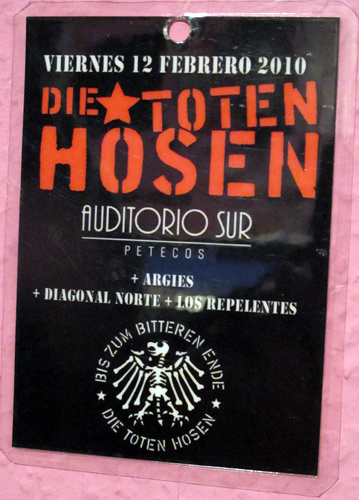 VIERNES 12 FEBRERO 2010
DIE★TOTEN
HOSEN
AUDITORIO SUR
PETECOS
+ ARGIES
+ DIAGONAL NORTE + LOS REPELENTES
BIS ZUM BITTEREN ENDE
★ DIE TOTEN HOSEN ★